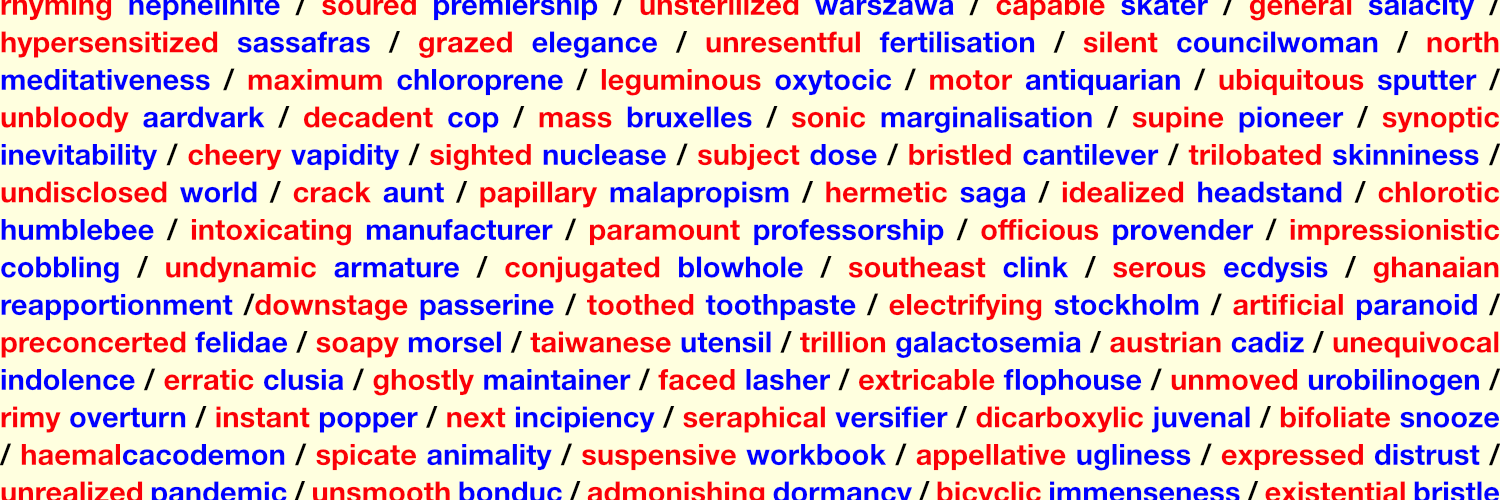 rhyming nephelinite / soured premiership / unsterilized warszawa / capable skater / general salacity /
hypersensitized sassafras / grazed elegance / unresentful fertilisation / silent councilwoman / north
meditativeness / maximum chloroprene / leguminous oxytocic / motor antiquarian / ubiquitous sputter /
unbloody aardvark / decadent cop / mass bruxelles / sonic marginalisation / supine pioneer / synoptic
inevitability / cheery vapidity / sighted nuclease / subject dose / bristled cantilever / trilobated skinniness /
undisclosed world / crack aunt / papillary malapropism / hermetic saga / idealized headstand / chlorotic
humblebee / intoxicating manufacturer / paramount professorship / officious provender / impressionistic
cobbling / undynamic armature / conjugated blowhole / southeast clink / serous ecdysis / ghanaian
reapportionment /downstage passerine / toothed toothpaste / electrifying stockholm / artificial paranoid /
preconcerted felidae / soapy morsel / taiwanese utensil / trillion galactosemia / austrian cadiz / unequivocal
indolence / erratic clusia / ghostly maintainer / faced lasher / extricable flophouse / unmoved urobilinogen /
rimy overturn / instant popper / next incipiency / seraphical versifier / dicarboxylic juvenal / bifoliate snooze
/ haemalcacodemon / spicate animality / suspensive workbook / appellative ugliness / expressed distrust /
unrealized pandemic / unsmooth bonduc / admonishing dormancy / bicyclic immenseness / existential bristle